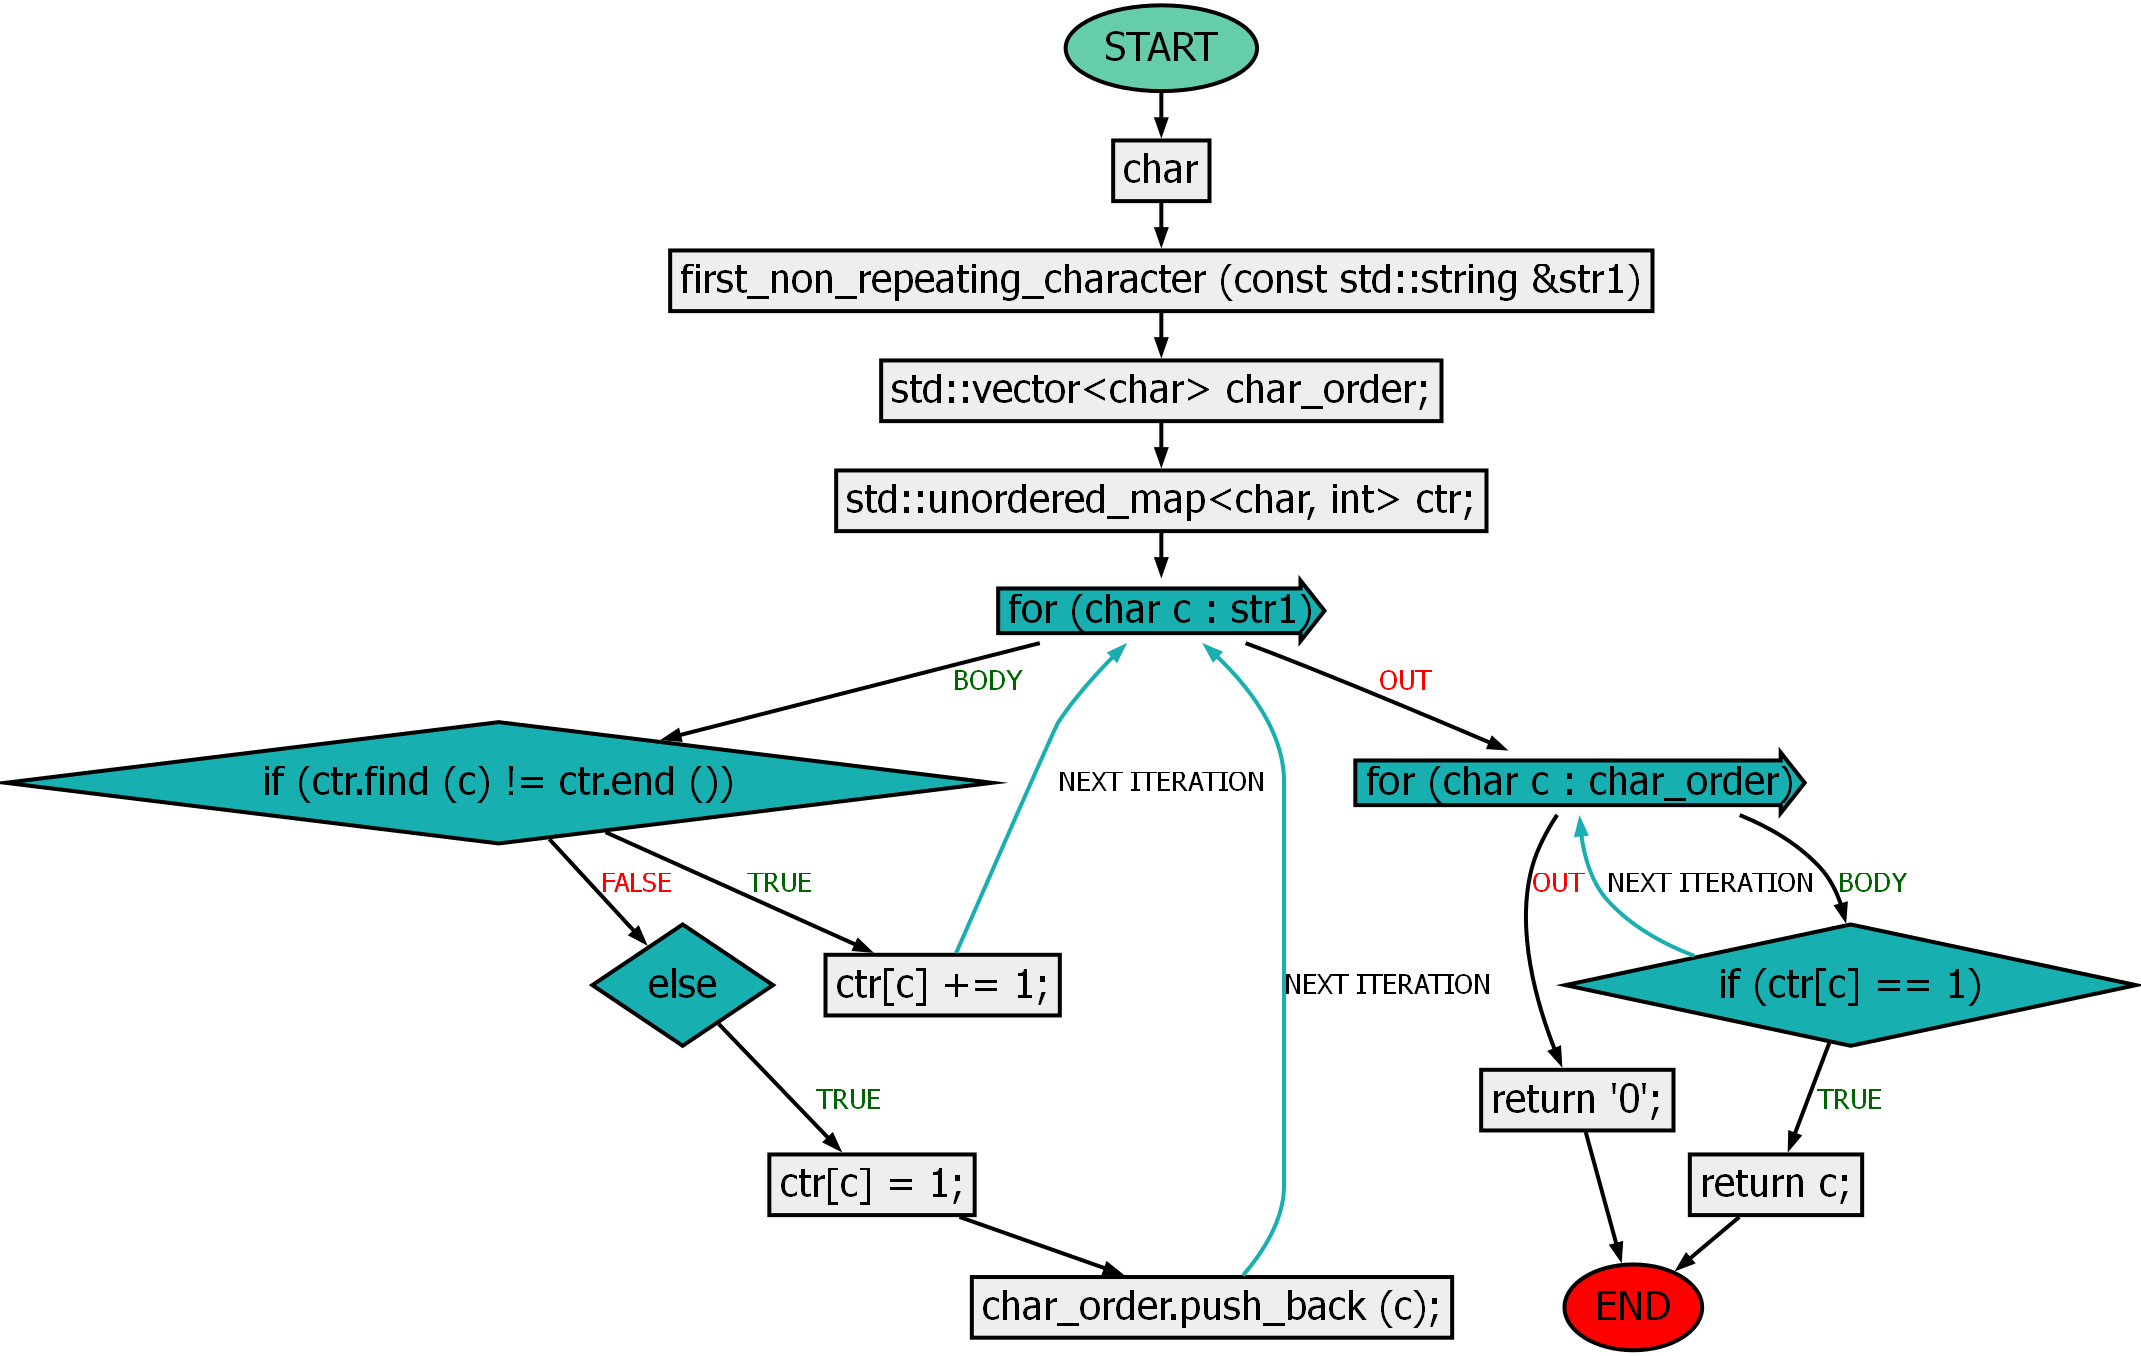 START
char
first_non_repeating_character (const std::string &str1)
std::vector<char> char_order;
std::unordered_map<char, int> ctr;
for (char c : str1)
BODY
OUT
if (ctr.find (c) != ctr.end ())
NEXT ITERATION
for (char c : char_order)
FALSE
TRUE
OUT
NEXT ITERATION
BODY
else
ctr[c] += 1;
NEXT ITERATION
if (ctr[c] == 1)
TRUE
return '0';
TRUE
ctr[c] = 1;
return c;
char_order.push_back (c);
END